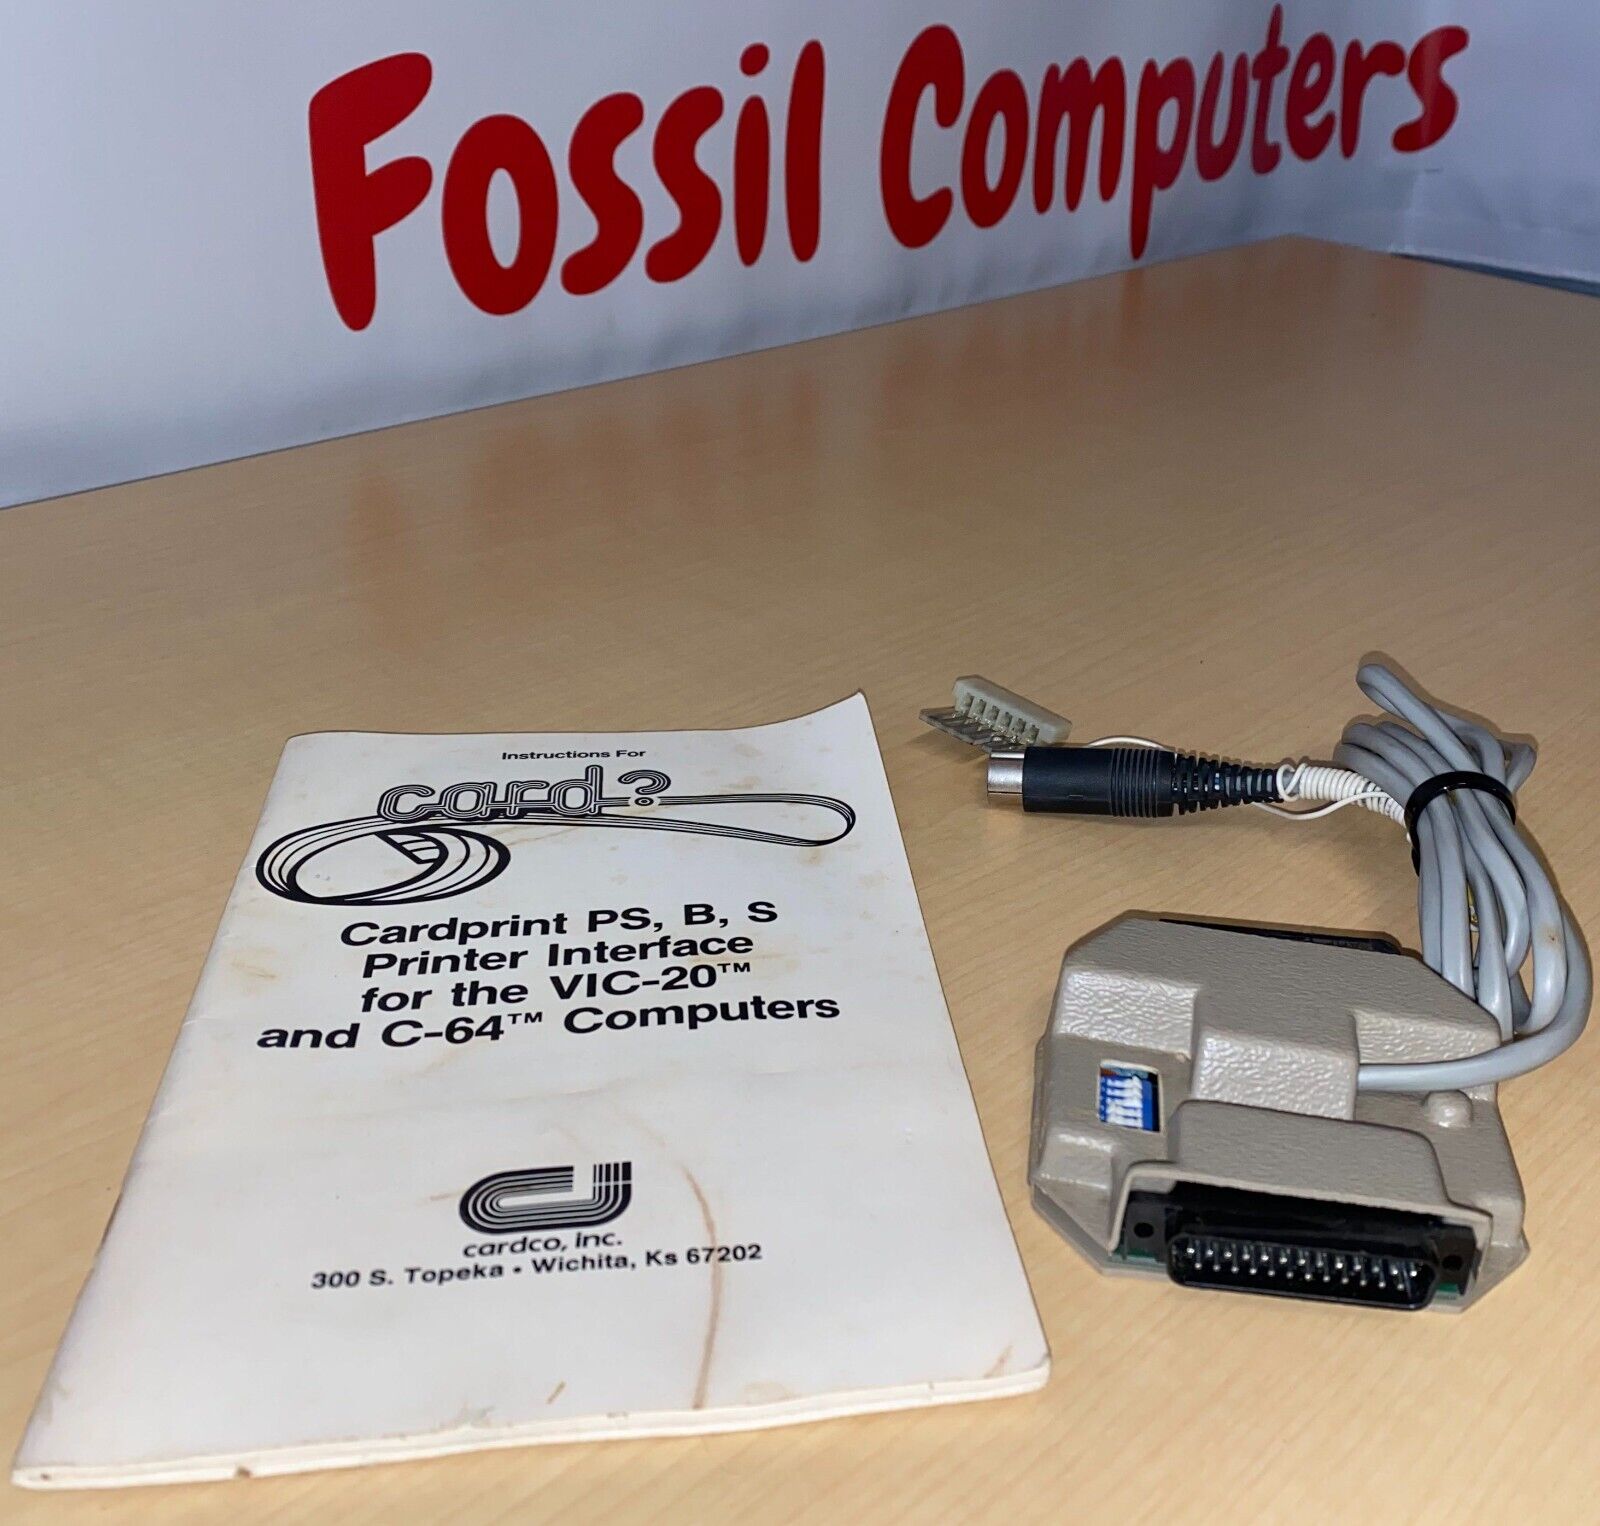 Fossil Computers
Instructions For
card?
Cardprint PS, B, S
Printer Interface
for the VIC-20™
and C-64™ Computers
cardco, inc.
300 S. Topeka • Wichita, Ks 67202